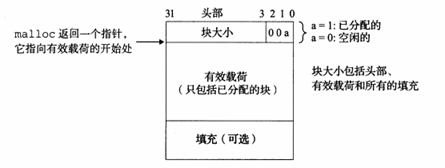 31 头部 3 2 1 0
malloc 返回一个指针，
它指向有效载荷的开始处
块大小 0 0 a
a = 1: 已分配的
a = 0: 空闲的
有效载荷
(只包括已分配的块)
块大小包括头部、
有效载荷和所有的填充
填充 (可选)